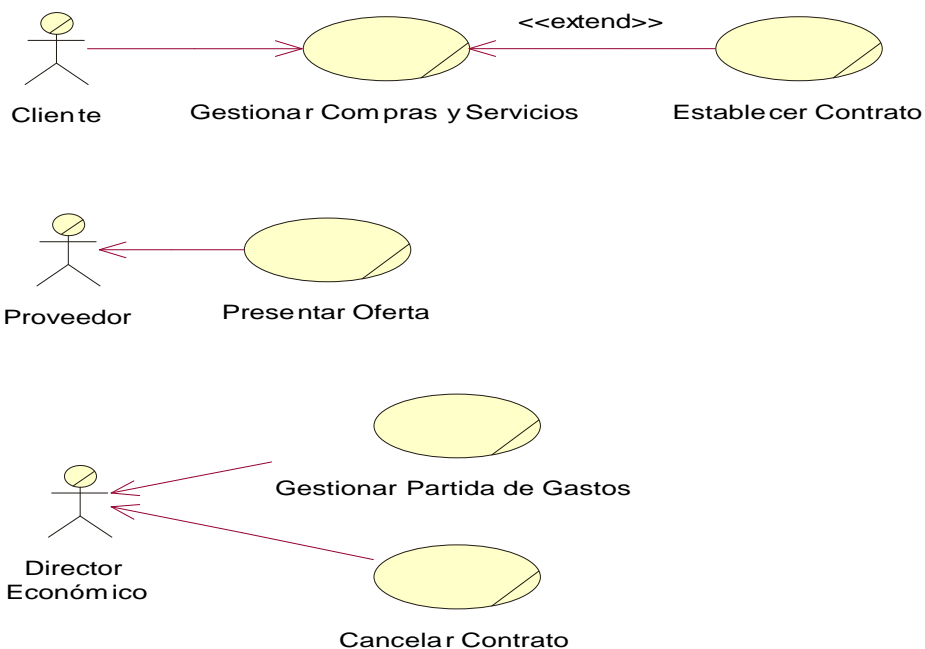 <<extend>>
Cliente
Gestionar Compras y Servicios
Establecer Contrato
Proveedor
Presentar Oferta
Gestionar Partida de Gastos
Director
Económico
Cancelar Contrato